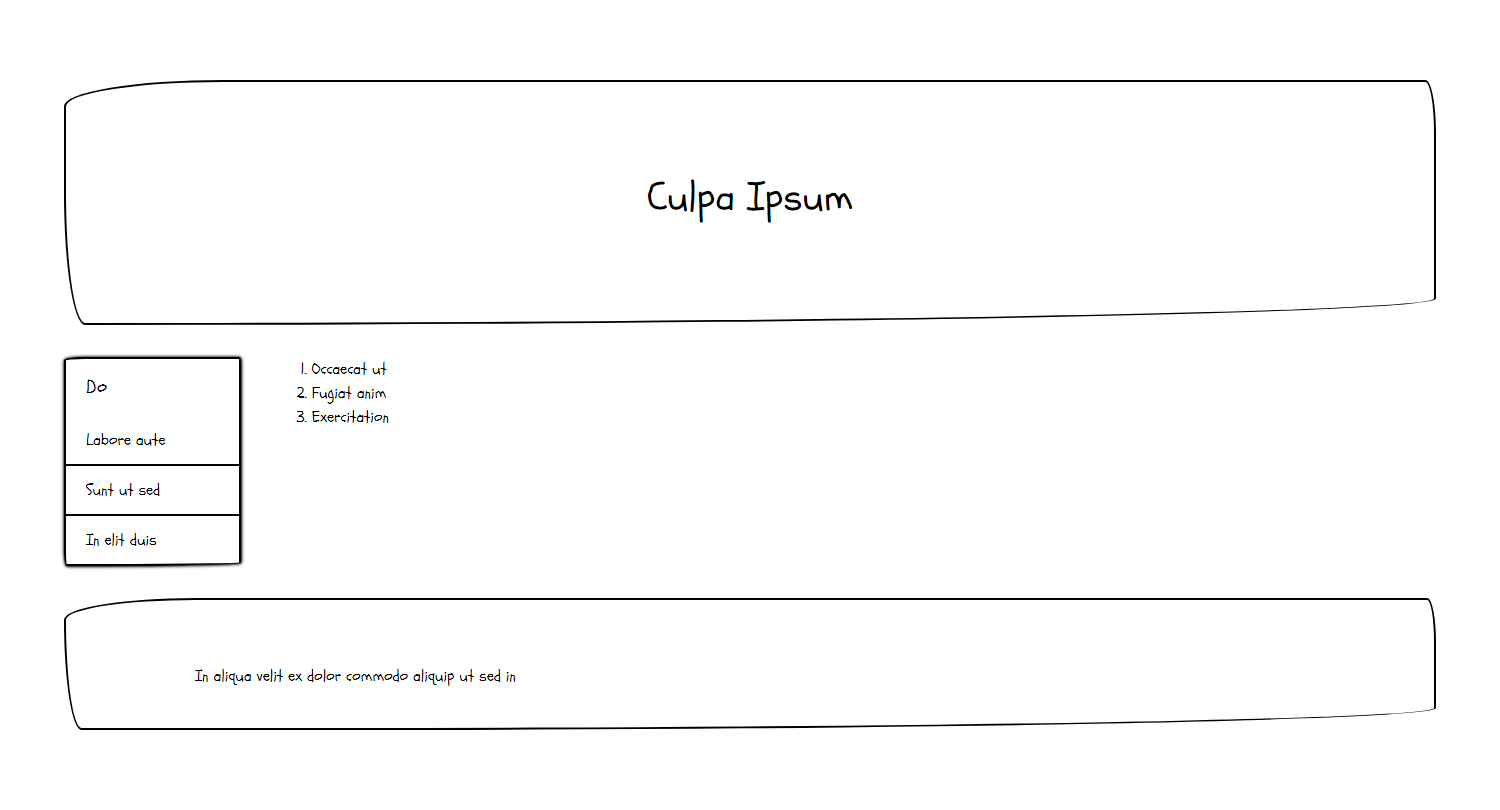 Culpa Ipsum
Do
Labore aute
Sunt ut sed
In elit duis
1. Occaecat ut
2. Fugiat anim
3. Exercitation
In aliqua velit ex dolor commodo aliquip ut sed in